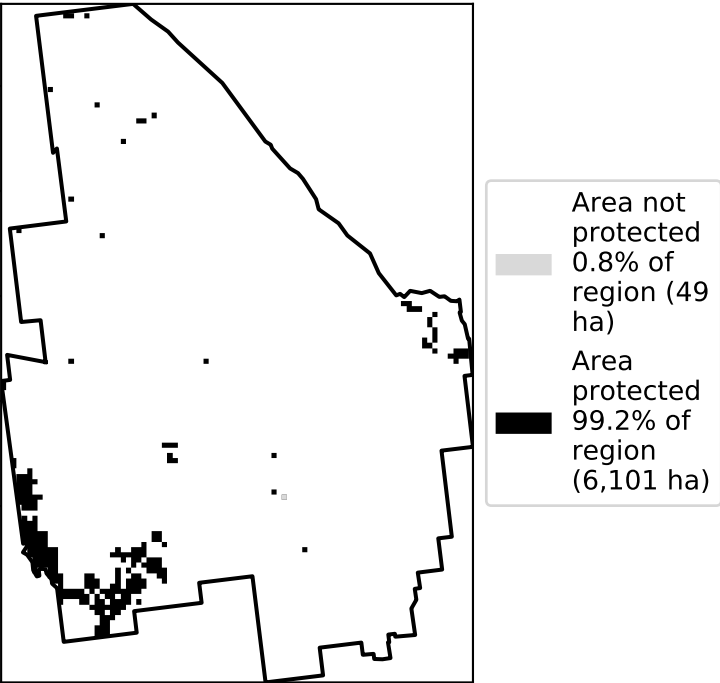 Area not
protected
0.8% of
region (49
ha)
Area
protected
99.2% of
region
(6,101 ha)